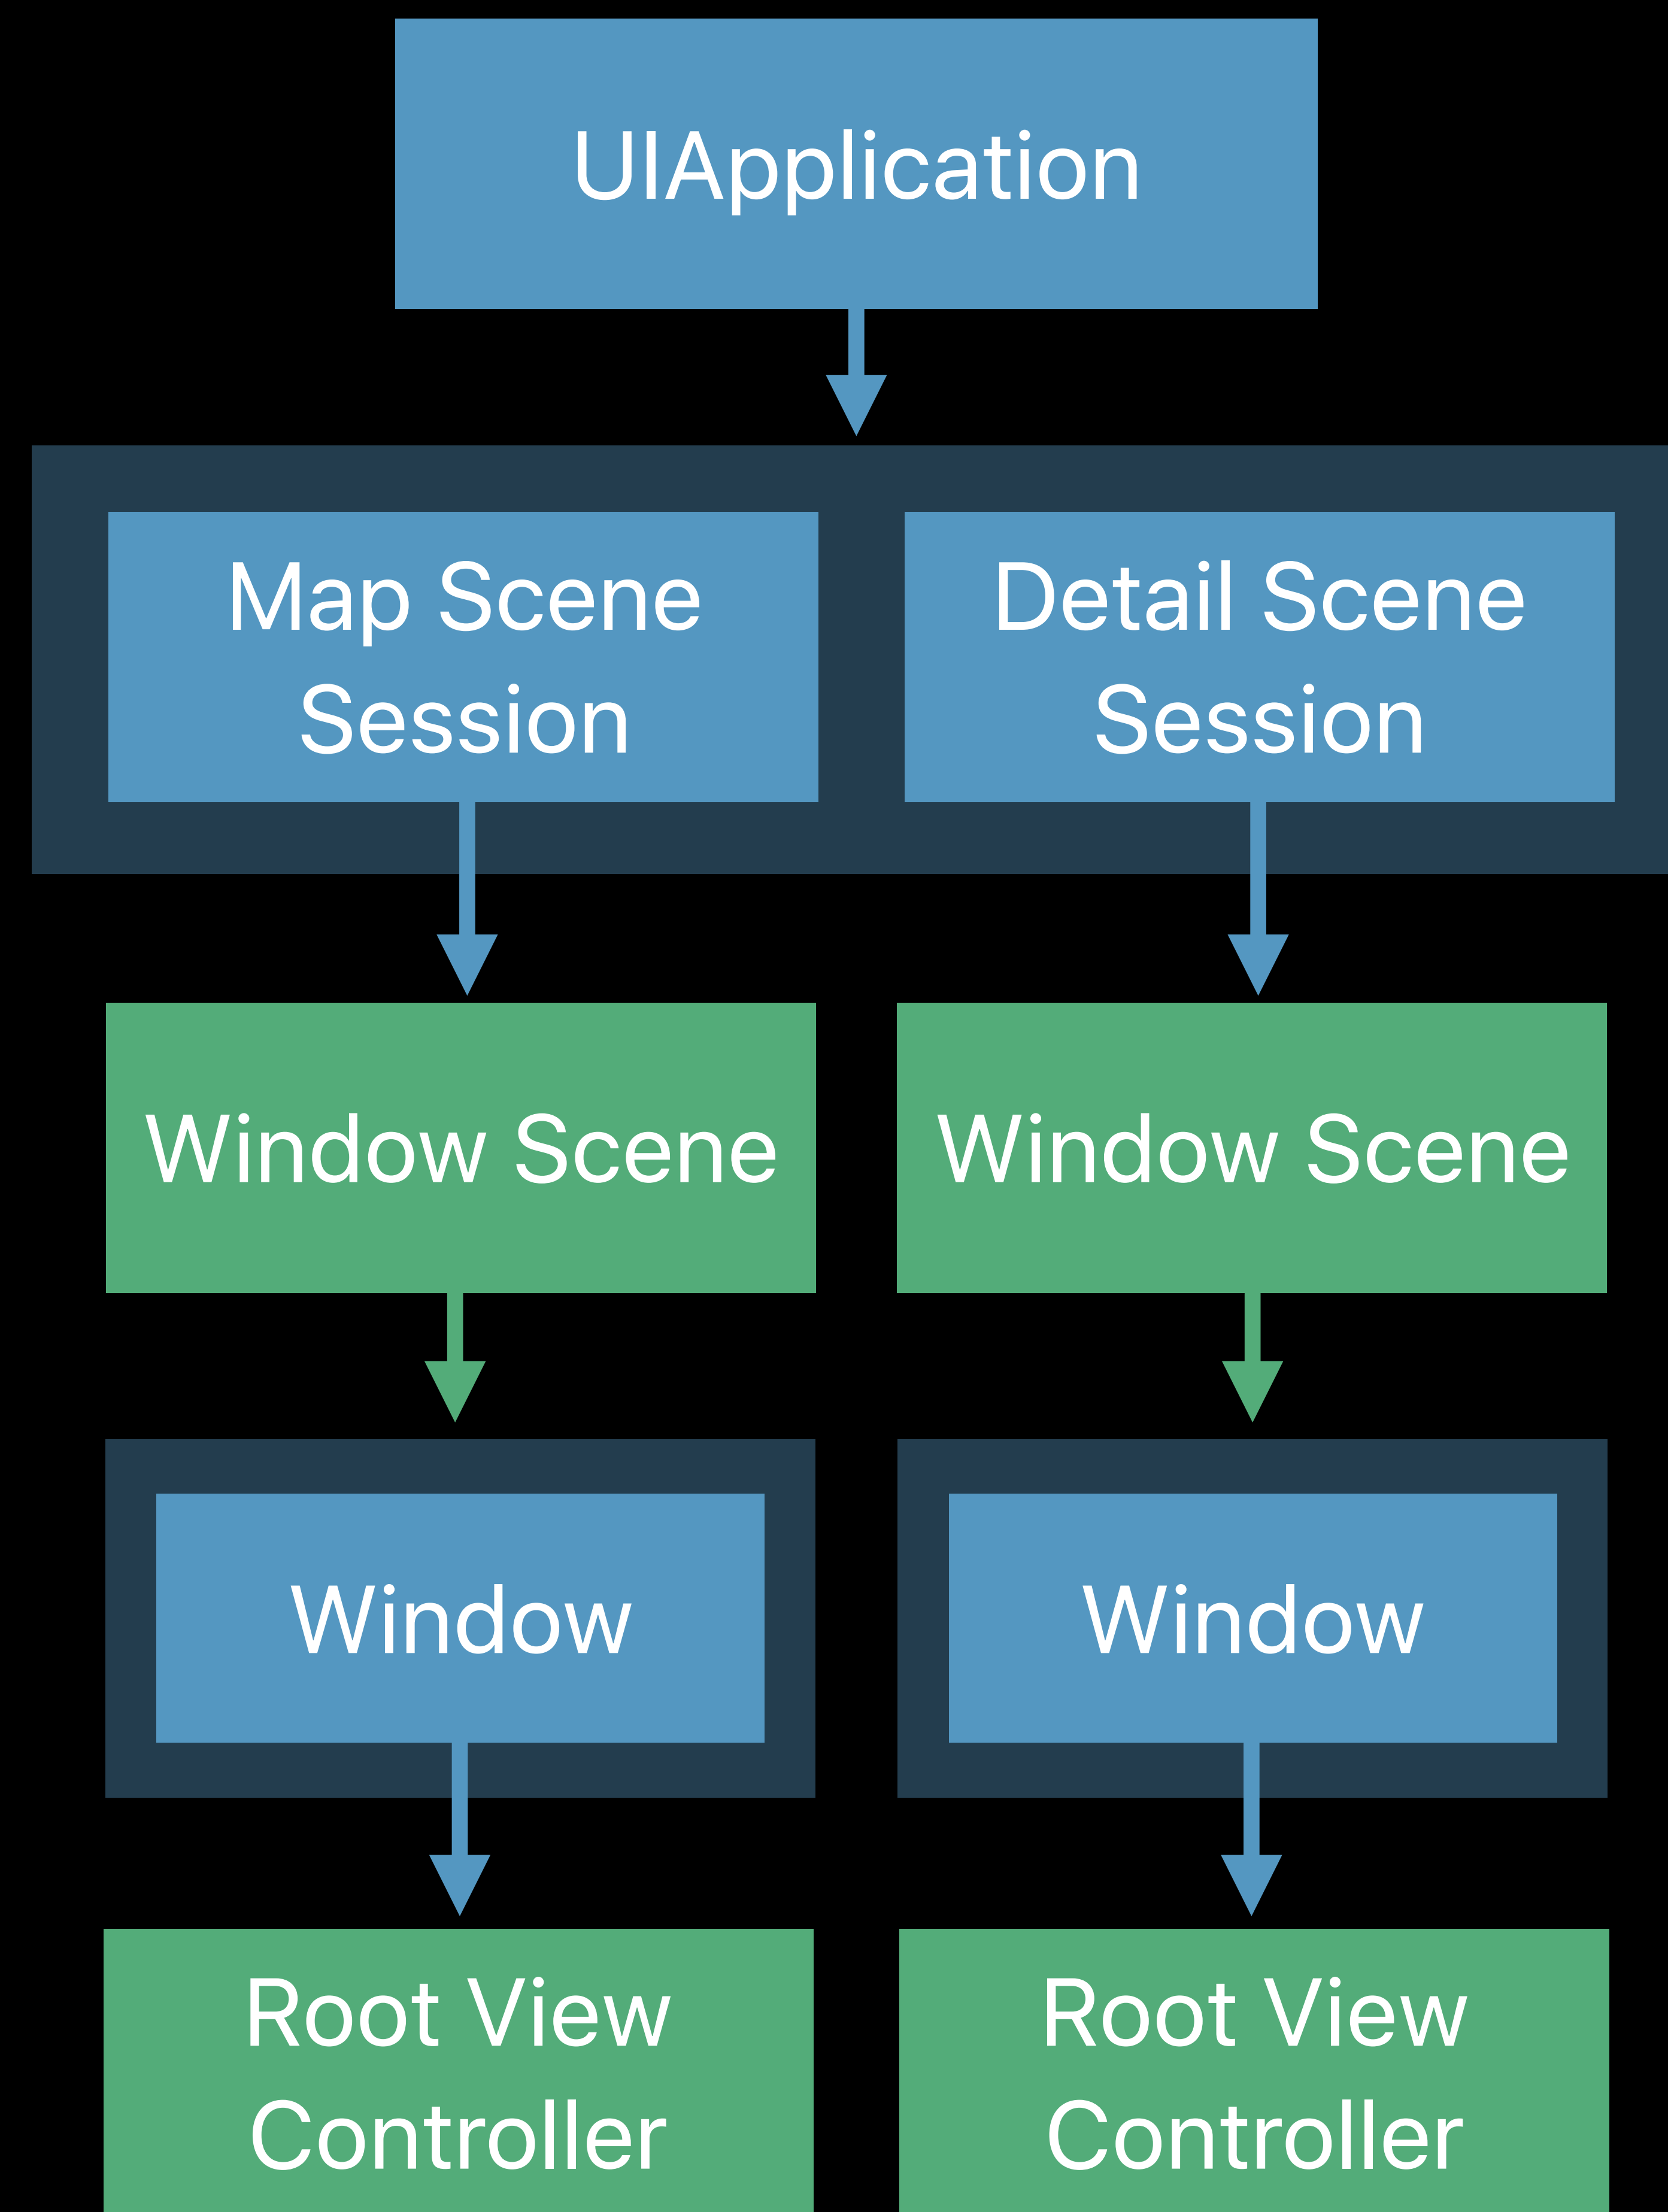 UIApplication
Map Scene
Session
Detail Scene
Session
Window Scene
Window Scene
Window
Window
Root View
Controller
Root View
Controller